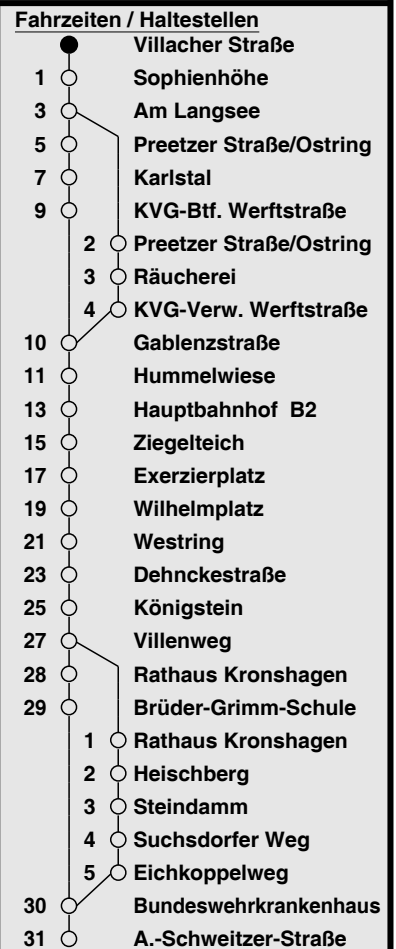 Fahrzeiten / Haltestellen
Villacher Straße
1 Sophienhöhe
3 Am Langsee
5 Preetzer Straße/Ostring
7 Karlstal
9 KVG-Btf. Werftstraße
2 Preetzer Straße/Ostring
3 Räucherei
4 KVG-Verw. Werftstraße
10 Gablenzstraße
11 Hummelwiese
13 Hauptbahnhof B2
15 Ziegelteich
17 Exerzierplatz
19 Wilhelmplatz
21 Westring
23 Dehnckestraße
25 Königstein
27 Villenweg
28 Rathaus Kronshagen
29 Brüder-Grimm-Schule
1 Rathaus Kronshagen
2 Heischberg
3 Steindamm
4 Suchsdorfer Weg
5 Eichkoppelweg
30 Bundeswehrkrankenhaus
31 A.-Schweitzer-Straße